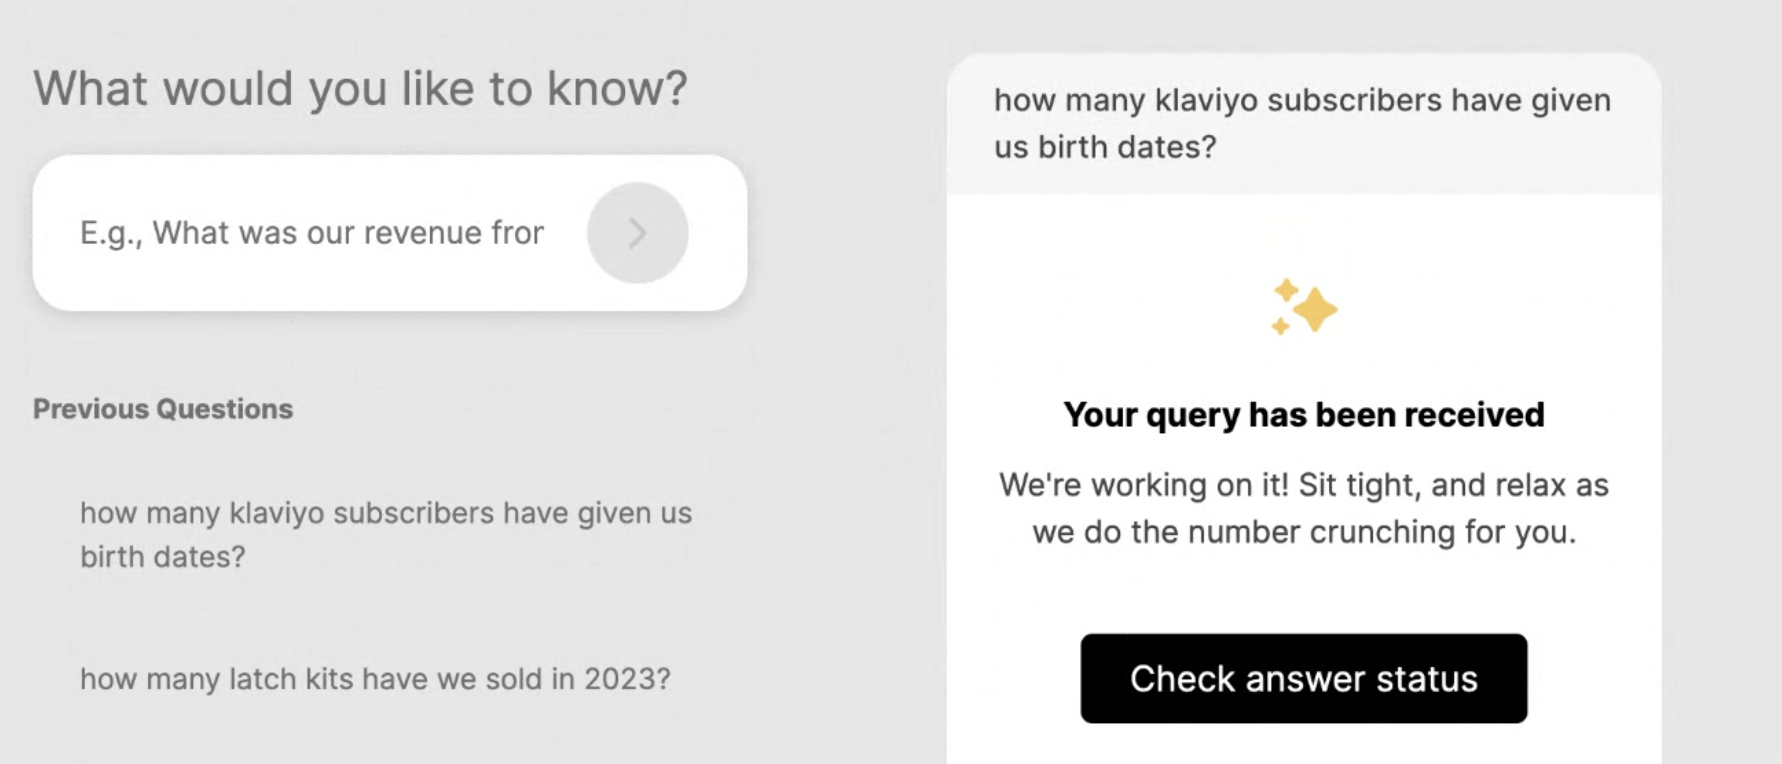 What would you like to know?
E.g., What was our revenue fror
Previous Questions
how many klaviyo subscribers have given us
birth dates?
how many latch kits have we sold in 2023?
how many klaviyo subscribers have given
us birth dates?
Your query has been received
We're working on it! Sit tight, and relax as
we do the number crunching for you.
Check answer status